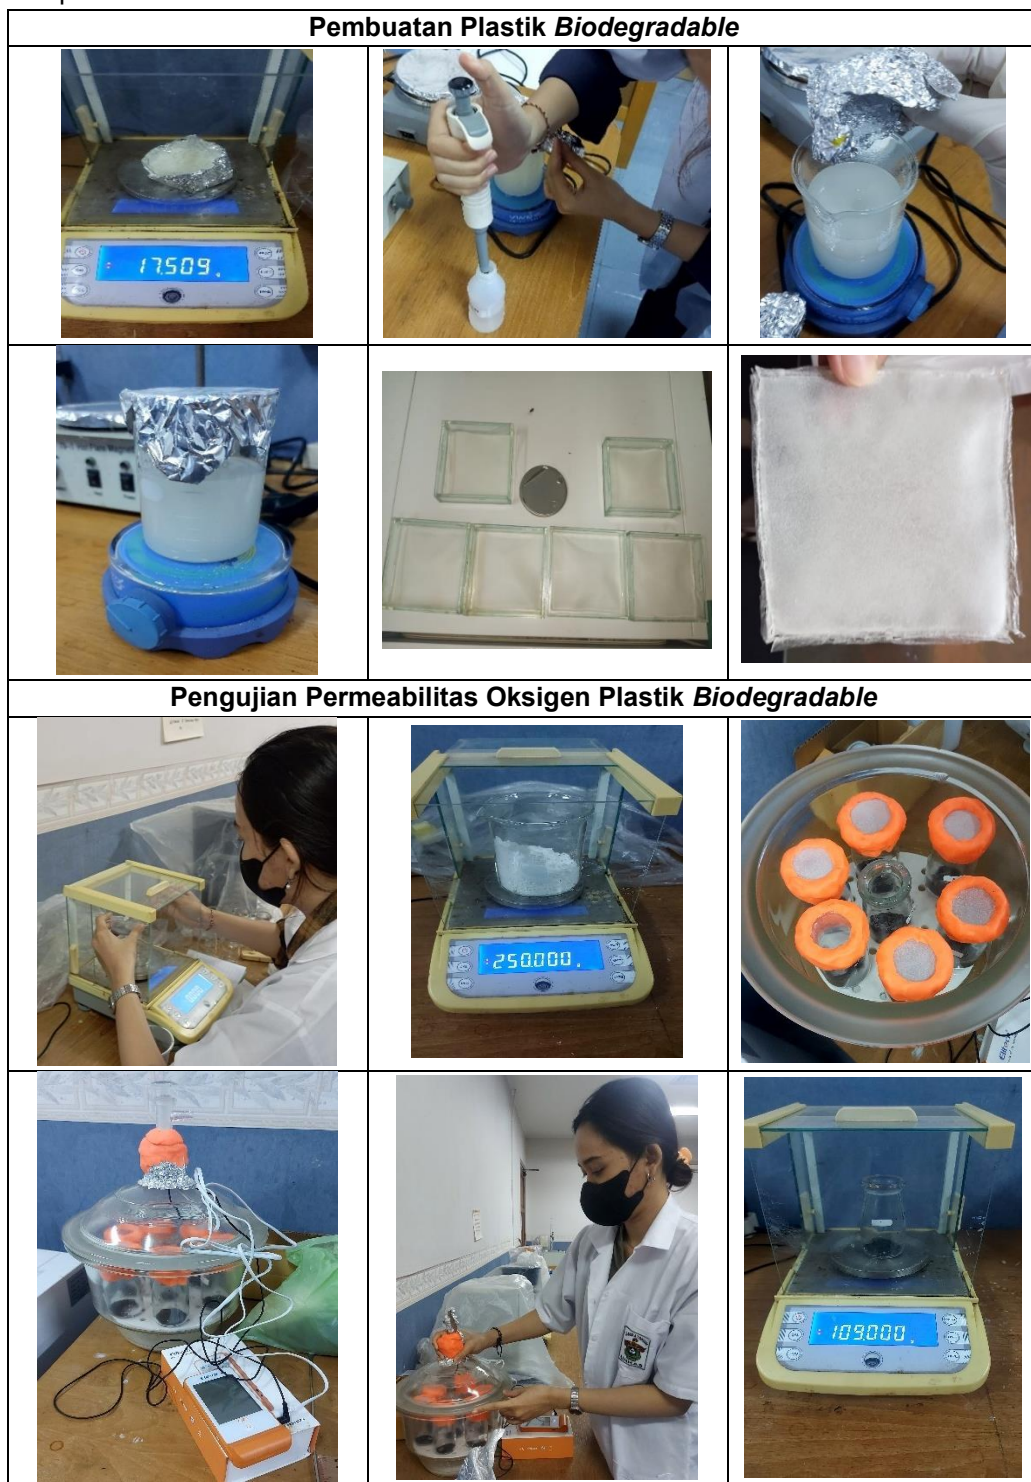 Pembuatan Plastik Biodegradable
17.509
Pengujian Permeabilitas Oksigen Plastik Biodegradable
250.000
109.000